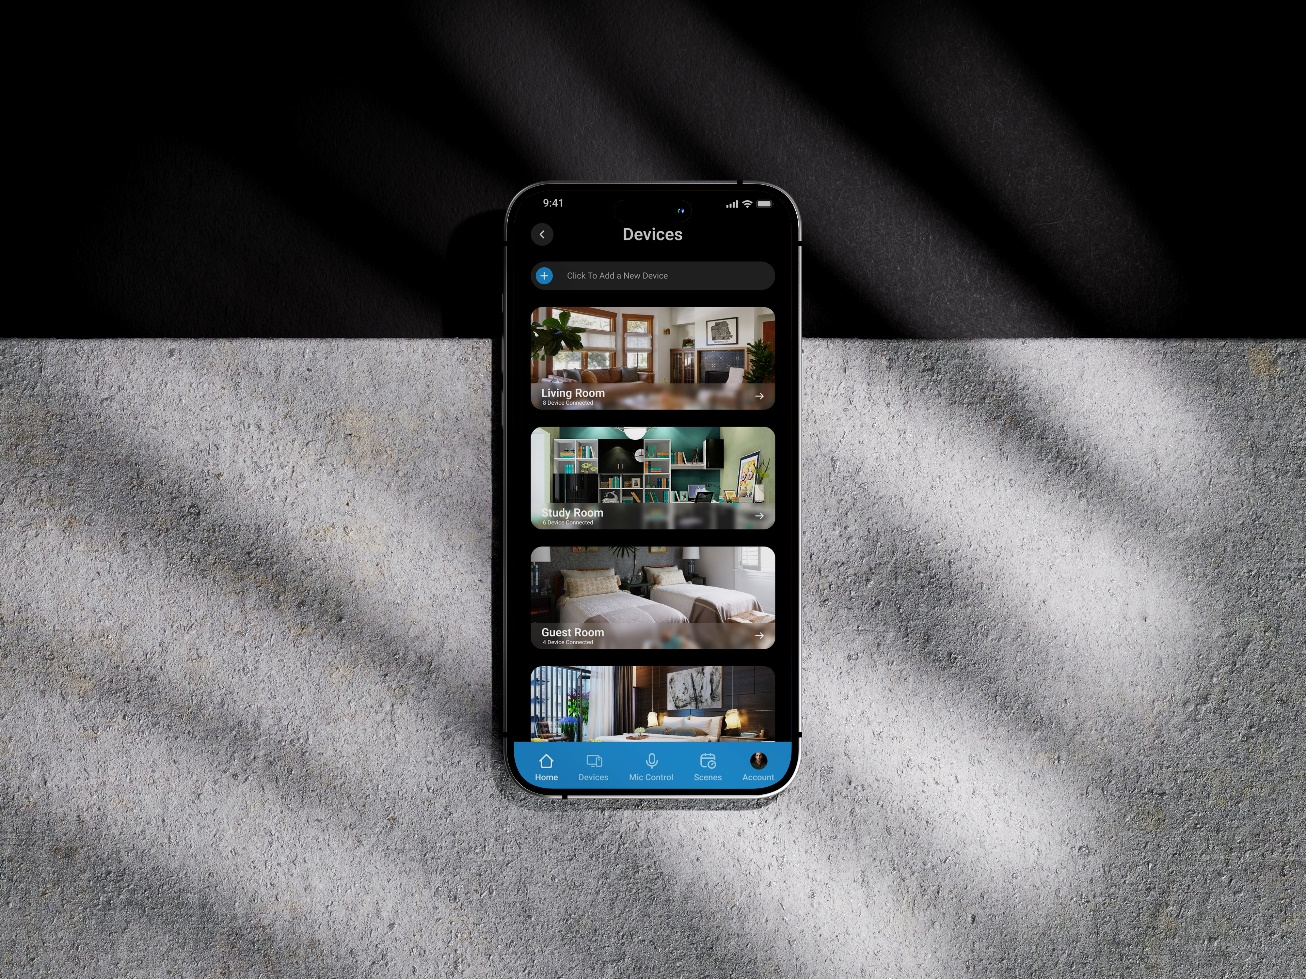 9:41
Devices
Click To Add a New Device
Living Room
8 Device Connected
Study Room
6 Device Connected
Guest Room
4 Device Connected
Home Devices Mic Control Scenes Account